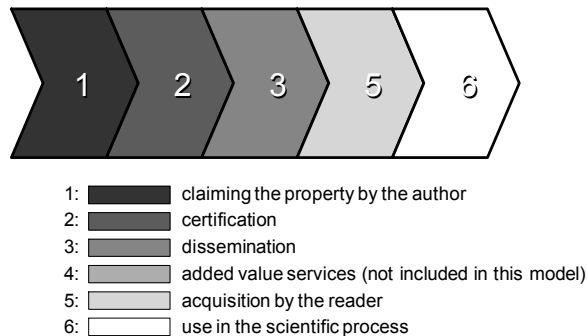 1 2 3 5 6
1: claiming the property by the author
2: certification
3: dissemination
4: added value services (not included in this model)
5: acquisition by the reader
6: use in the scientific process